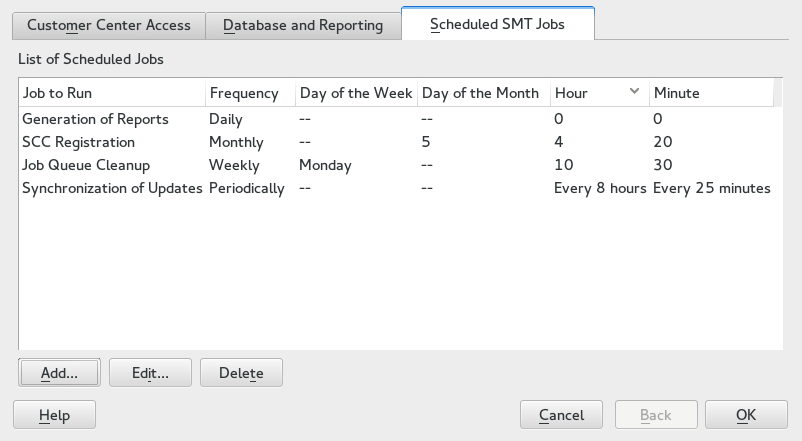 Customer Center Access Database and Reporting Scheduled SMT Jobs
List of Scheduled Jobs
Job to Run Frequency Day of the Week Day of the Month Hour Minute
Generation of Reports Daily -- -- 0 0
SCC Registration Monthly -- 5 4 20
Job Queue Cleanup Weekly Monday -- 10 30
Synchronization of Updates Periodically -- -- Every 8 hours Every 25 minutes
Add... Edit... Delete
Help Cancel Back OK